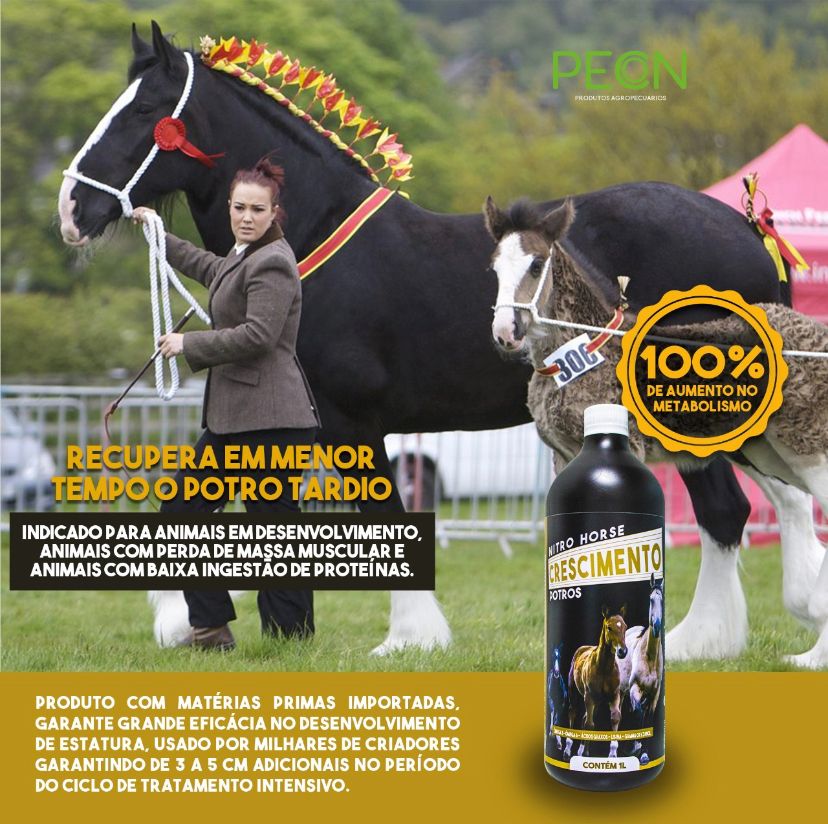 PECON
PRODUTOS AGROPECUÁRIOS
306
100%
DE AUMENTO NO
METABOLISMO
RECUPERA EM MENOR
TEMPO O POTRO TARDIO
INDICADO PARA ANIMAIS EM DESENVOLVIMENTO,
ANIMAIS COM PERDA DE MASSA MUSCULAR E
ANIMAIS COM BAIXA INGESTÃO DE PROTEÍNAS.
NITRO HORSE
CRESCIMENTO
POTROS
CONTÉM 1L
PRODUTO COM MATÉRIAS PRIMAS IMPORTADAS,
GARANTE GRANDE EFICÁCIA NO DESENVOLVIMENTO
DE ESTATURA, USADO POR MILHARES DE CRIADORES
GARANTINDO DE 3 A 5 CM ADICIONAIS NO PERÍODO
DO CICLO DE TRATAMENTO INTENSIVO.